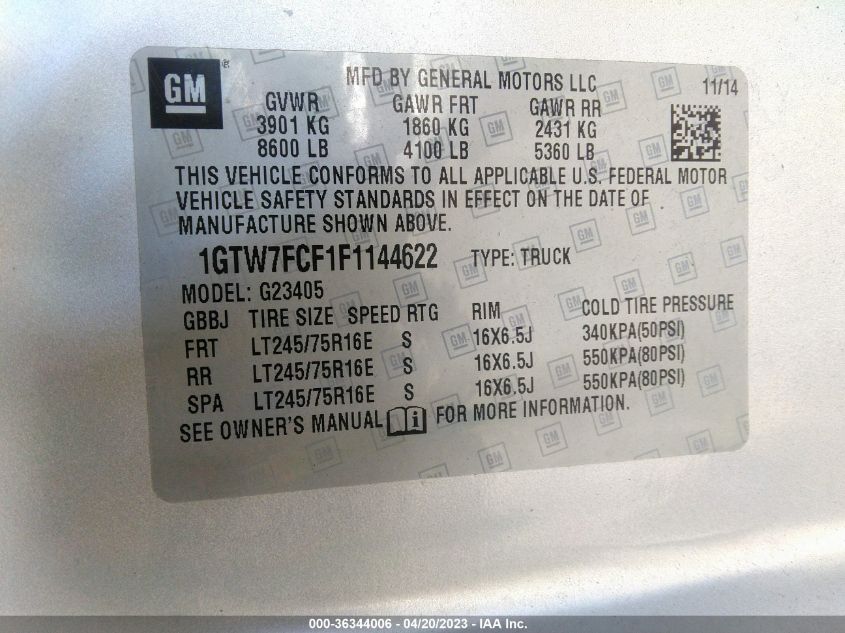 GM
MFD BY GENERAL MOTORS LLC 11/14
GVWR GAWR FRT GAWR RR
3901 KG 1860 KG 2431 KG
8600 LB 4100 LB 5360 LB
THIS VEHICLE CONFORMS TO ALL APPLICABLE U.S. FEDERAL MOTOR
VEHICLE SAFETY STANDARDS IN EFFECT ON THE DATE OF
MANUFACTURE SHOWN ABOVE.
1GTW7FCF1F1144622 TYPE: TRUCK
MODEL: G23405
GBBJ TIRE SIZE SPEED RTG RIM COLD TIRE PRESSURE
FRT LT245/75R16E S 16X6.5J 340KPA(50PSI)
RR LT245/75R16E S 16X6.5J 550KPA(80PSI)
SPA LT245/75R16E S 16X6.5J 550KPA(80PSI)
SEE OWNER'S MANUAL FOR MORE INFORMATION.
000-36344006 - 04/20/2023 - IAA Inc.